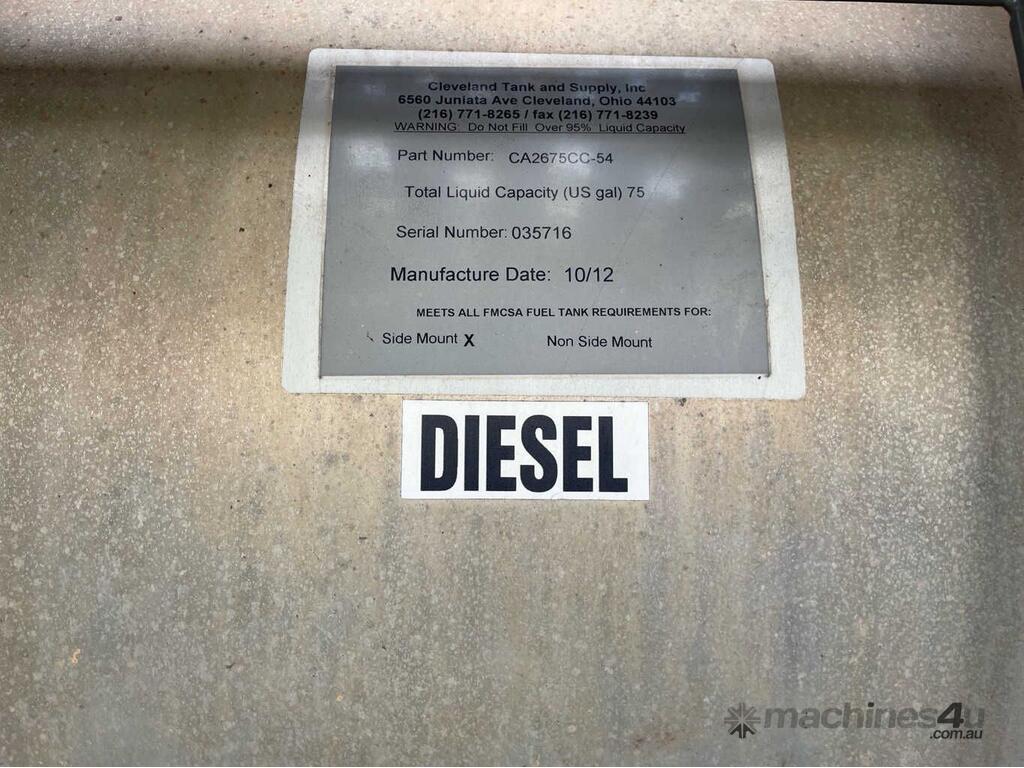 Cleveland Tank and Supply, Inc
6560 Juniata Ave Cleveland, Ohio 44103
(216) 771-8265 / fax (216) 771-8239
WARNING: Do Not Fill Over 95% Liquid Capacity
Part Number: CA2675CC-54
Total Liquid Capacity (US gal) 75
Serial Number: 035716
Manufacture Date: 10/12
MEETS ALL FMCSA FUEL TANK REQUIREMENTS FOR:
Side Mount X Non Side Mount
DIESEL
machines4u
.com.au